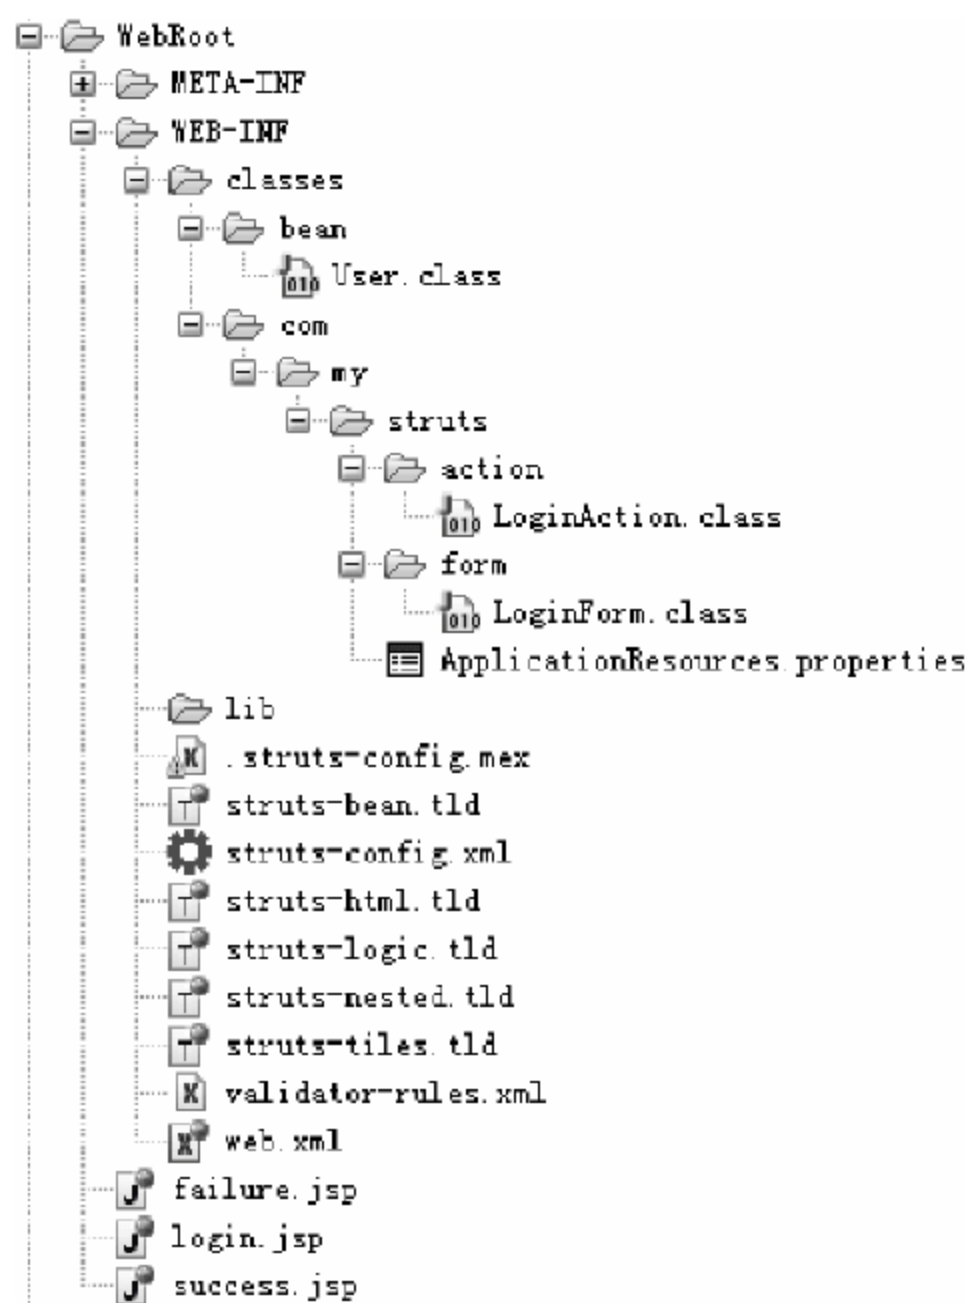 WebRoot
META-INF
WEB-INF
classes
bean
User.class
com
my
struts
action
LoginAction.class
form
LoginForm.class
ApplicationResources.properties
lib
.struts-config.mex
struts-bean.tld
struts-config.xml
struts-html.tld
struts-logic.tld
struts-nested.tld
struts-tiles.tld
validator-rules.xml
web.xml
failure.jsp
login.jsp
success.jsp